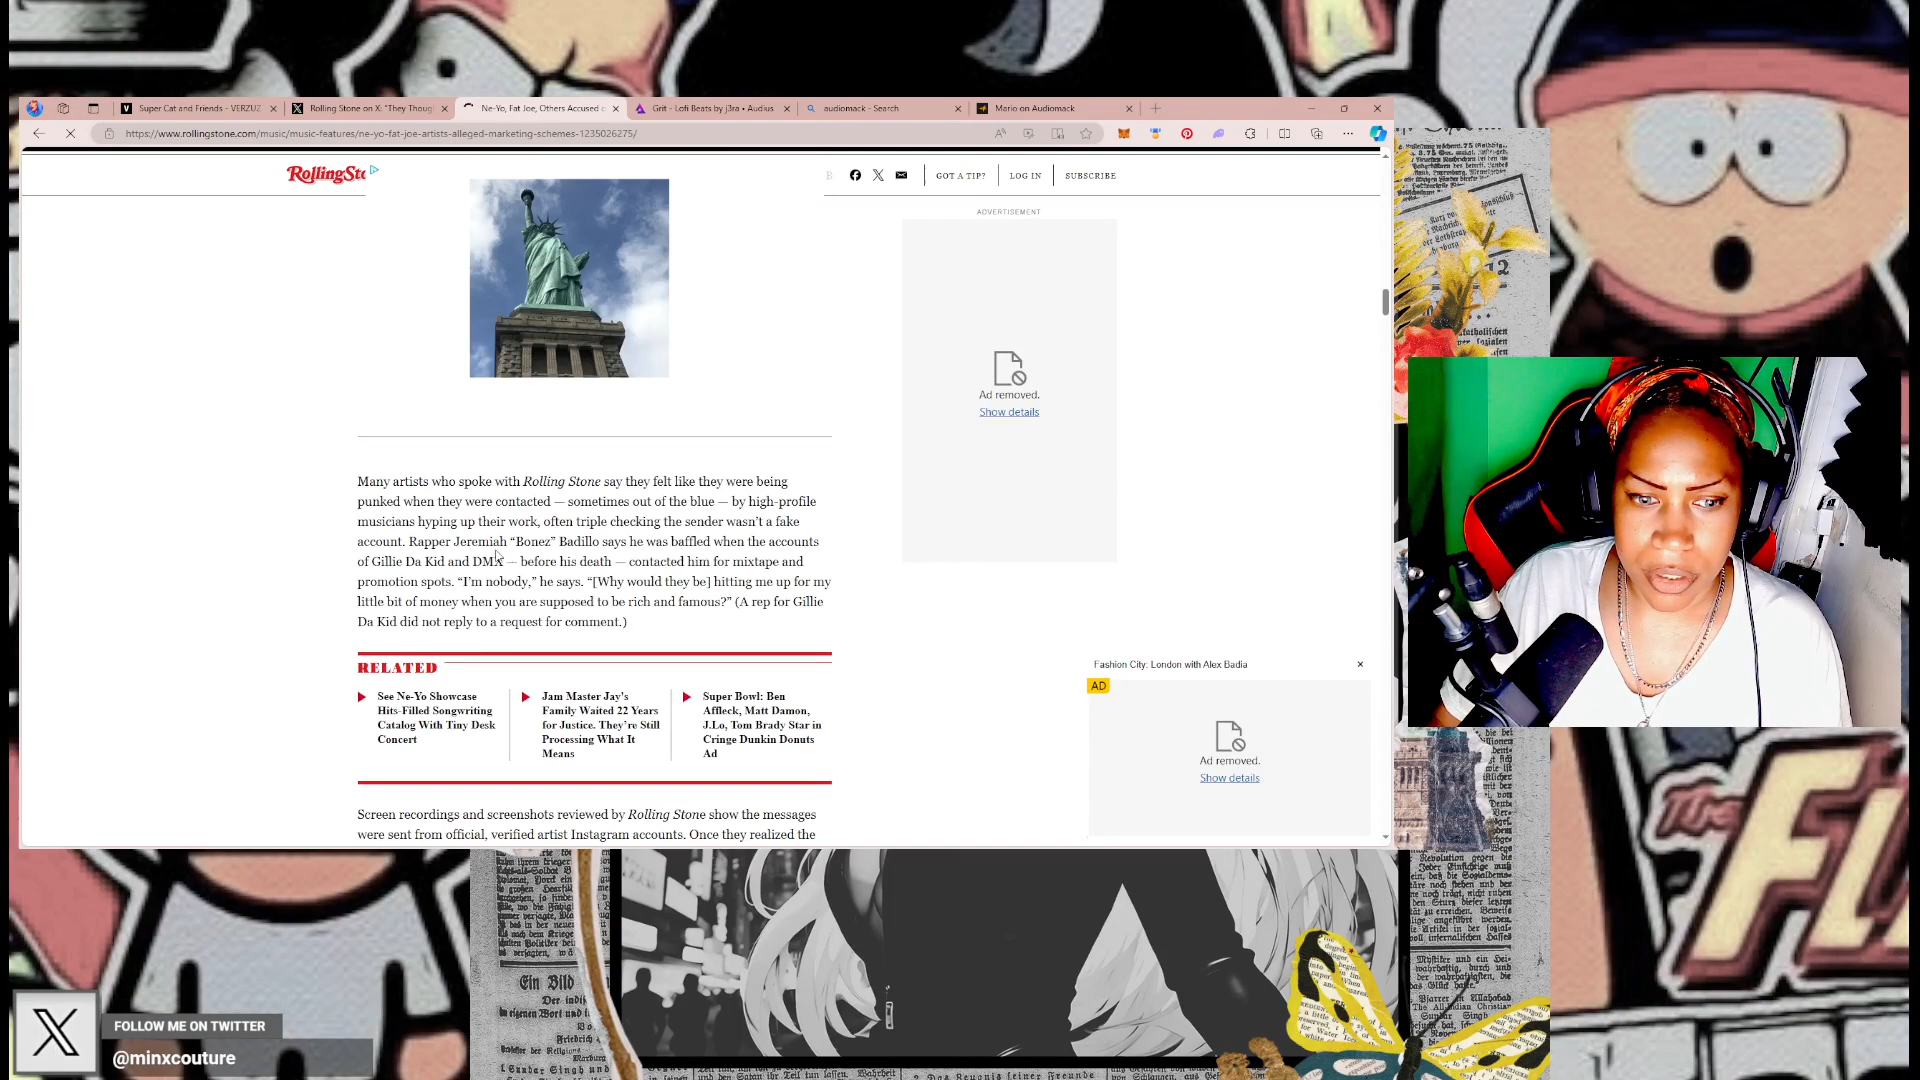 Super Cat and Friends - VERZUZ
Rolling Stone on X: "They Thoug
Ne-Yo, Fat Joe, Others Accused o
Grit - Lofi Beats by j3ra • Audius
audiomack - Search
Mario on Audiomack
https://www.rollingstone.com/music/music-features/ne-yo-fat-joe-artists-alleged-marketing-schemes-1235026275/
RollingSto
GOT A TIP?
LOG IN
SUBSCRIBE
ADVERTISEMENT
Ad removed.
Show details
Many artists who spoke with Rolling Stone say they felt like they were being
punked when they were contacted — sometimes out of the blue — by high-profile
musicians hyping up their work, often triple checking the sender wasn't a fake
account. Rapper Jeremiah “Bonez” Badillo says he was baffled when the accounts
of Gillie Da Kid and DMX — before his death — contacted him for mixtape and
promotion spots. “I'm nobody,” he says. “[Why would they be] hitting me up for my
little bit of money when you are supposed to be rich and famous?” (A rep for Gillie
Da Kid did not reply to a request for comment.)
RELATED
See Ne-Yo Showcase
Hits-Filled Songwriting
Catalog With Tiny Desk
Concert
Jam Master Jay's
Family Waited 22 Years
for Justice. They're Still
Processing What It
Means
Super Bowl: Ben
Affleck, Matt Damon,
J.Lo, Tom Brady Star in
Cringe Dunkin Donuts
Ad
Fashion City: London with Alex Badia
AD
Ad removed.
Show details
Screen recordings and screenshots reviewed by Rolling Stone show the messages
were sent from official, verified artist Instagram accounts. Once they realized the
Ein Bild
The
FL
X
FOLLOW ME ON TWITTER
@minxcouture